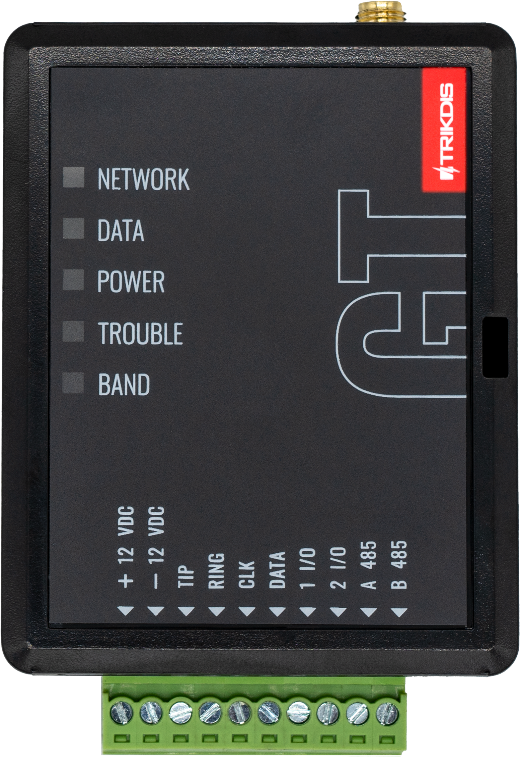 TRIKDIS
GT
NETWORK
DATA
POWER
TROUBLE
BAND
+ 12 VDC
– 12 VDC
TIP
RING
CLK
DATA
1 I/O
2 I/O
A 485
B 485